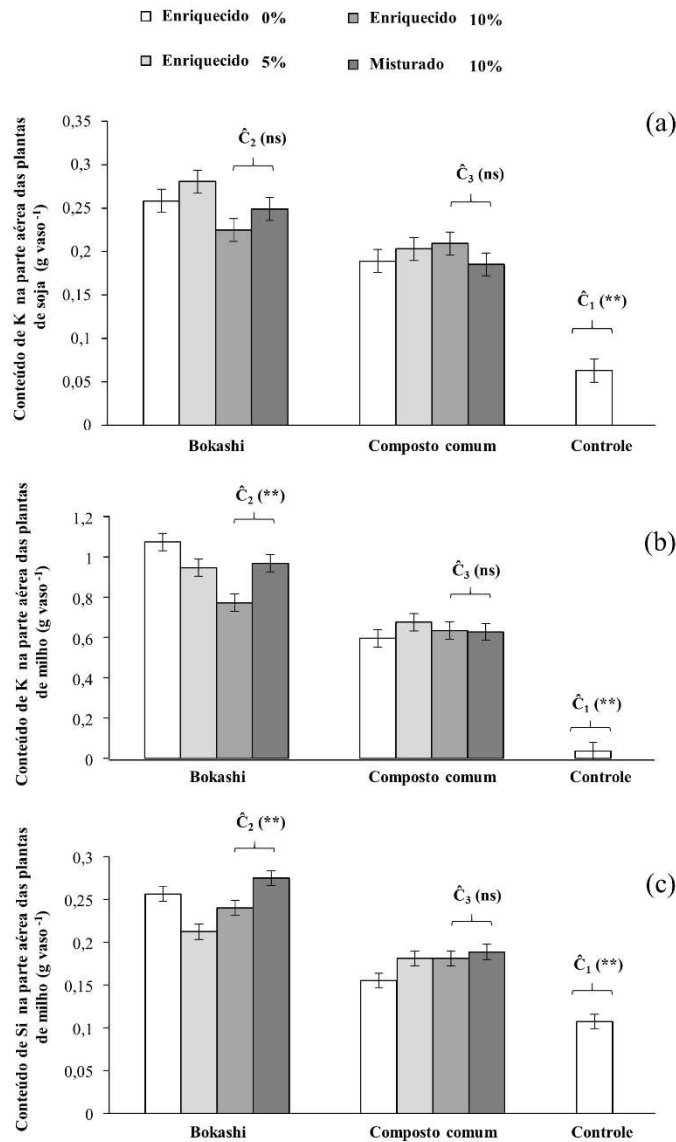 Enriquecido 0% Enriquecido 10%
Enriquecido 5% Misturado 10%
(a)
Conteúdo de K na parte aérea das plantas
de soja (g vaso -1)
0,35
0,3
0,25
0,2
0,15
0,1
0,05
0
Ĉ2 (ns)
Ĉ3 (ns)
Ĉ1 (**)
Bokashi Composto comum Controle
(b)
Conteúdo de K na parte aérea das plantas
de milho (g vaso -1)
1,2
1
0,8
0,6
0,4
0,2
0
Ĉ2 (**)
Ĉ3 (ns)
Ĉ1 (**)
Bokashi Composto comum Controle
(c)
Conteúdo de Si na parte aérea das plantas
de milho (g vaso -1)
0,3
0,25
0,2
0,15
0,1
0,05
0
Ĉ2 (**)
Ĉ3 (ns)
Ĉ1 (**)
Bokashi Composto comum Controle